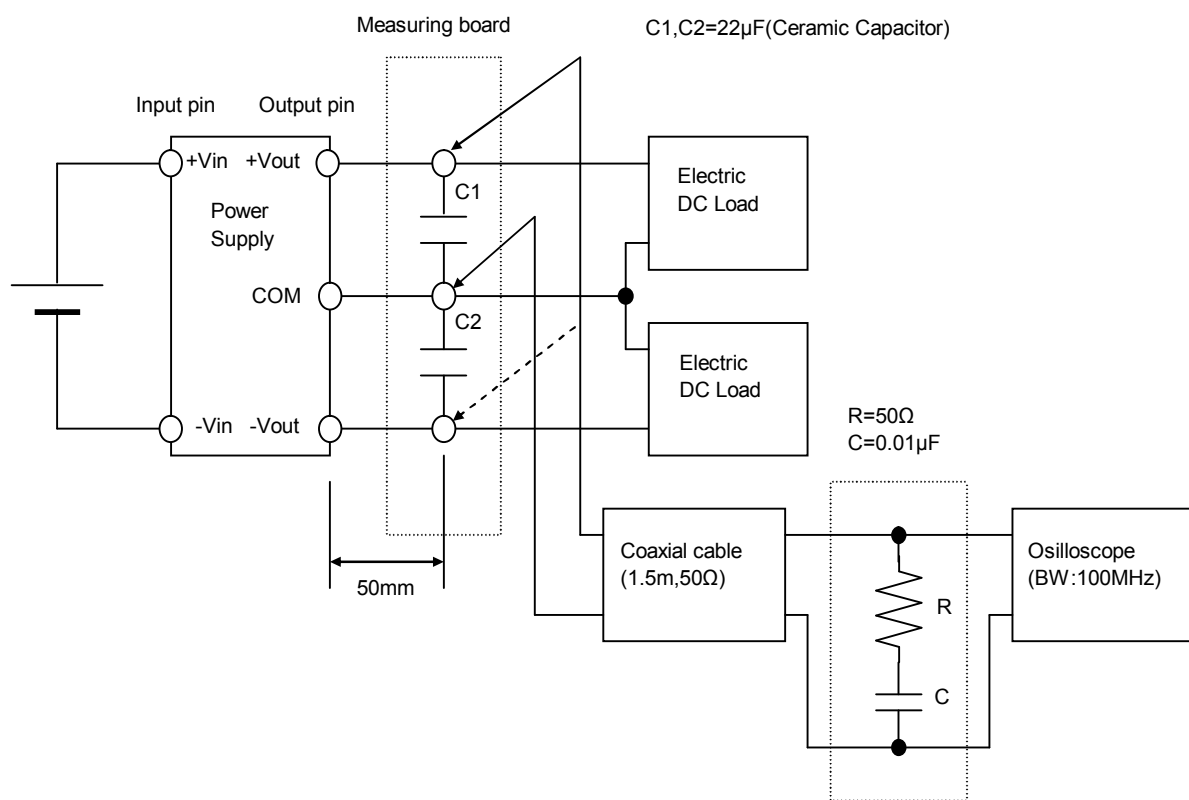 Measuring board
C1,C2=22µF(Ceramic Capacitor)
Input pin
Output pin
+Vin
+Vout
C1
Electric
DC Load
Power
Supply
COM
C2
Electric
DC Load
-Vin
-Vout
R=50Ω
C=0.01µF
50mm
Coaxial cable
(1.5m,50Ω)
Osilloscope
(BW:100MHz)
R
C